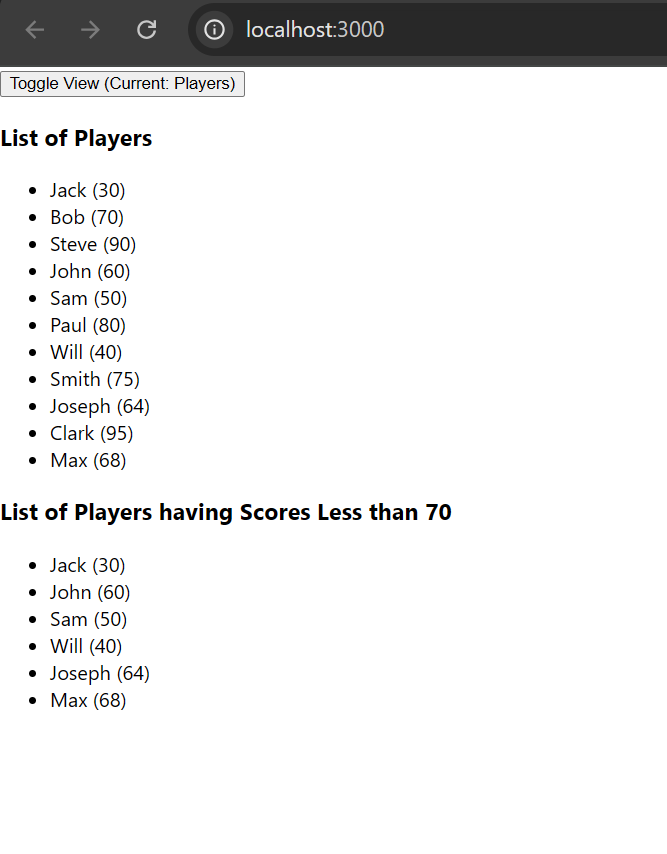 localhost:3000
Toggle View (Current: Players)
List of Players
Jack (30)
Bob (70)
Steve (90)
John (60)
Sam (50)
Paul (80)
Will (40)
Smith (75)
Joseph (64)
Clark (95)
Max (68)
List of Players having Scores Less than 70
Jack (30)
John (60)
Sam (50)
Will (40)
Joseph (64)
Max (68)